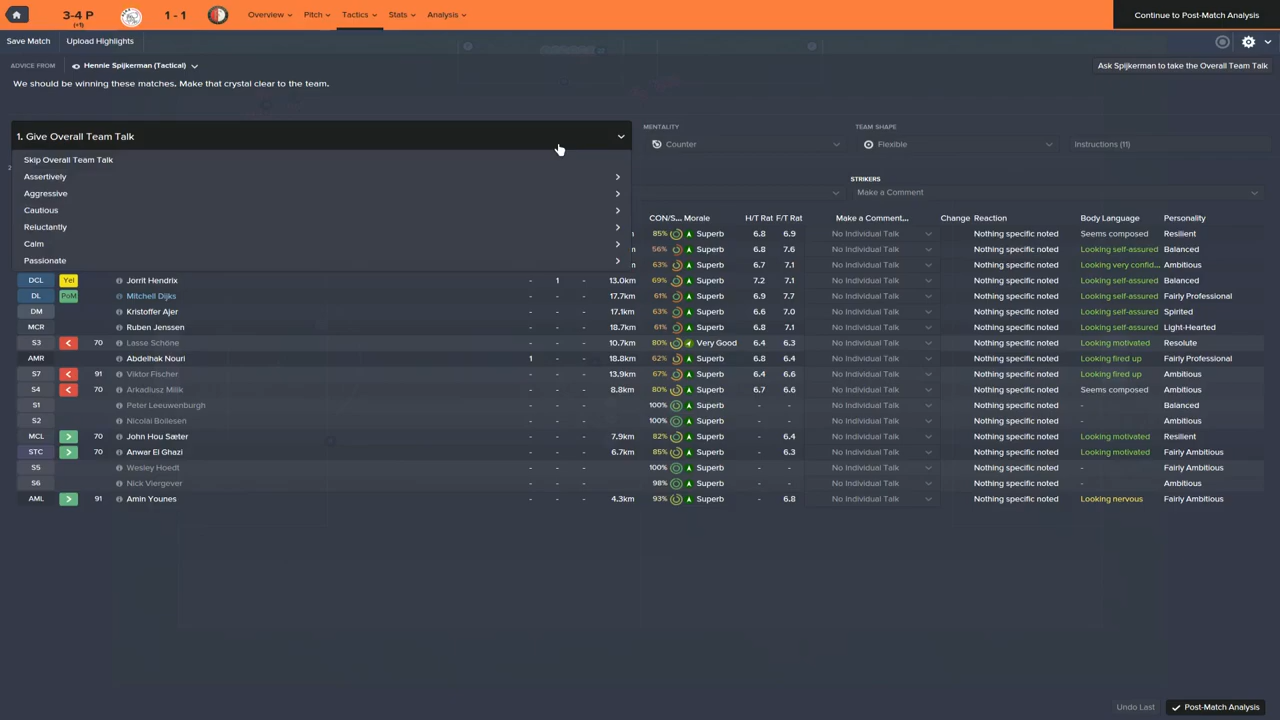 3-4 P 1 - 1 Overview Pitch Tactics Stats Analysis Continue to Post-Match Analysis
(+1)
Save Match Upload Highlights
ADVICE FROM Hennie Spijkerman (Tactical) Ask Spijkerman to take the Overall Team Talk
We should be winning these matches. Make that crystal clear to the team.
1. Give Overall Team Talk
MENTALITY TEAM SHAPE
Counter Flexible Instructions (11)
Skip Overall Team Talk
Assertively
Aggressive
Cautious
Reluctantly
Calm
Passionate
STRIKERS
Make a Comment
CON/S... Morale H/T Rat F/T Rat Make a Comment... Change Reaction Body Language Personality
85% Superb 6.8 6.9 No Individual Talk Nothing specific noted Seems composed Resilient
56% Superb 6.8 7.6 No Individual Talk Nothing specific noted Looking self-assured Balanced
63% Superb 6.7 7.1 No Individual Talk Nothing specific noted Looking very confid... Ambitious
DCL Yel Jorrit Hendrix - 1 - 13.0km 69% Superb 7.2 7.1 No Individual Talk Nothing specific noted Looking self-assured Balanced
DL PoM Mitchell Dijks - - - 17.7km 61% Superb 6.9 7.7 No Individual Talk Nothing specific noted Looking self-assured Fairly Professional
DM Kristoffer Ajer - - - 17.1km 63% Superb 6.6 7.0 No Individual Talk Nothing specific noted Looking self-assured Spirited
MCR Ruben Jenssen - - - 18.7km 61% Superb 6.8 7.1 No Individual Talk Nothing specific noted Looking self-assured Light-Hearted
S3 70 Lasse Schöne - - - 10.7km 80% Very Good 6.4 6.3 No Individual Talk Nothing specific noted Looking motivated Resolute
AMR Abdelhak Nouri 1 - - 18.8km 62% Superb 6.8 6.4 No Individual Talk Nothing specific noted Looking fired up Fairly Professional
S7 91 Viktor Fischer - - - 13.9km 67% Superb 6.4 6.6 No Individual Talk Nothing specific noted Looking fired up Ambitious
S4 70 Arkadiusz Milik - - - 8.8km 80% Superb 6.7 6.6 No Individual Talk Nothing specific noted Seems composed Ambitious
S1 Peter Leeuwenburgh - - - 100% Superb - - No Individual Talk Nothing specific noted - Balanced
S2 Nicolai Boilesen - - - 100% Superb - - No Individual Talk Nothing specific noted - Ambitious
MCL 70 John Hou Sæter - - - 7.9km 82% Superb - 6.4 No Individual Talk Nothing specific noted Looking motivated Resilient
STC 70 Anwar El Ghazi - - - 6.7km 85% Superb - 6.3 No Individual Talk Nothing specific noted Looking motivated Fairly Ambitious
S5 Wesley Hoedt - - - 100% Superb - - No Individual Talk Nothing specific noted - Fairly Ambitious
S6 Nick Viergever - - - 98% Superb - - No Individual Talk Nothing specific noted - Ambitious
AML 91 Amin Younes - - - 4.3km 93% Superb - 6.8 No Individual Talk Nothing specific noted Looking nervous Fairly Ambitious
Undo Last Post-Match Analysis